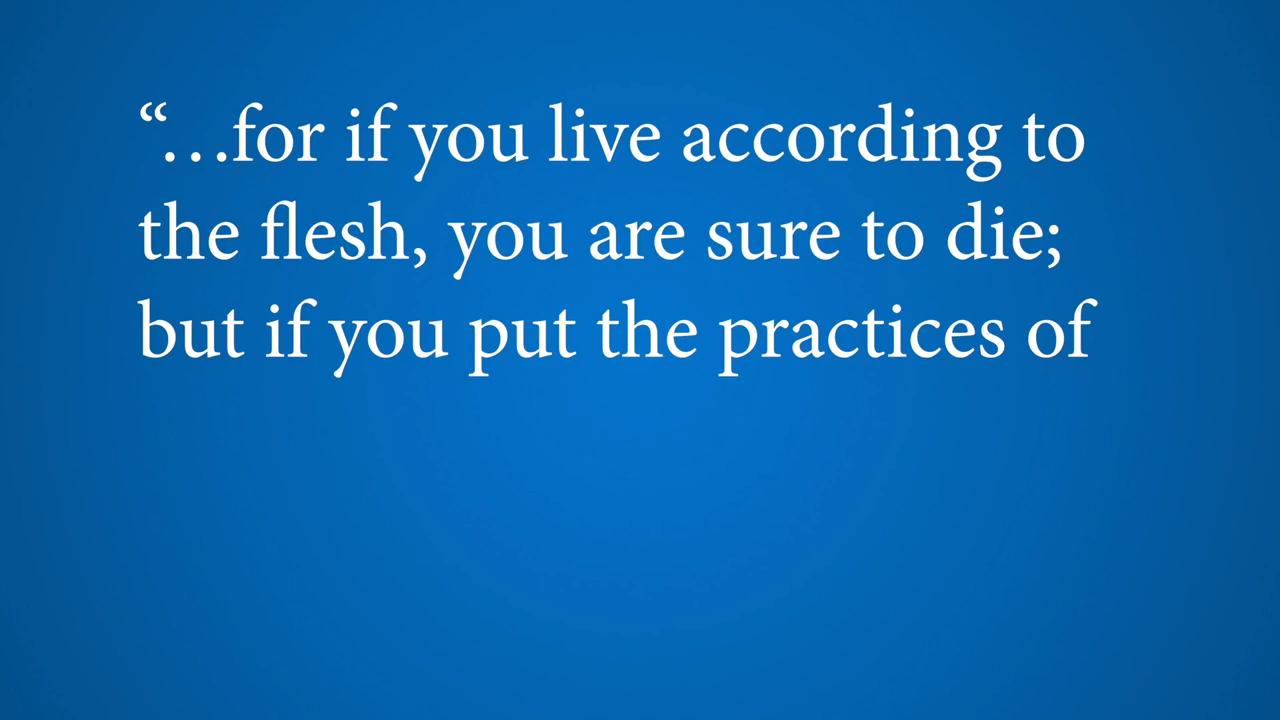 “…for if you live according to
the flesh, you are sure to die;
but if you put the practices of